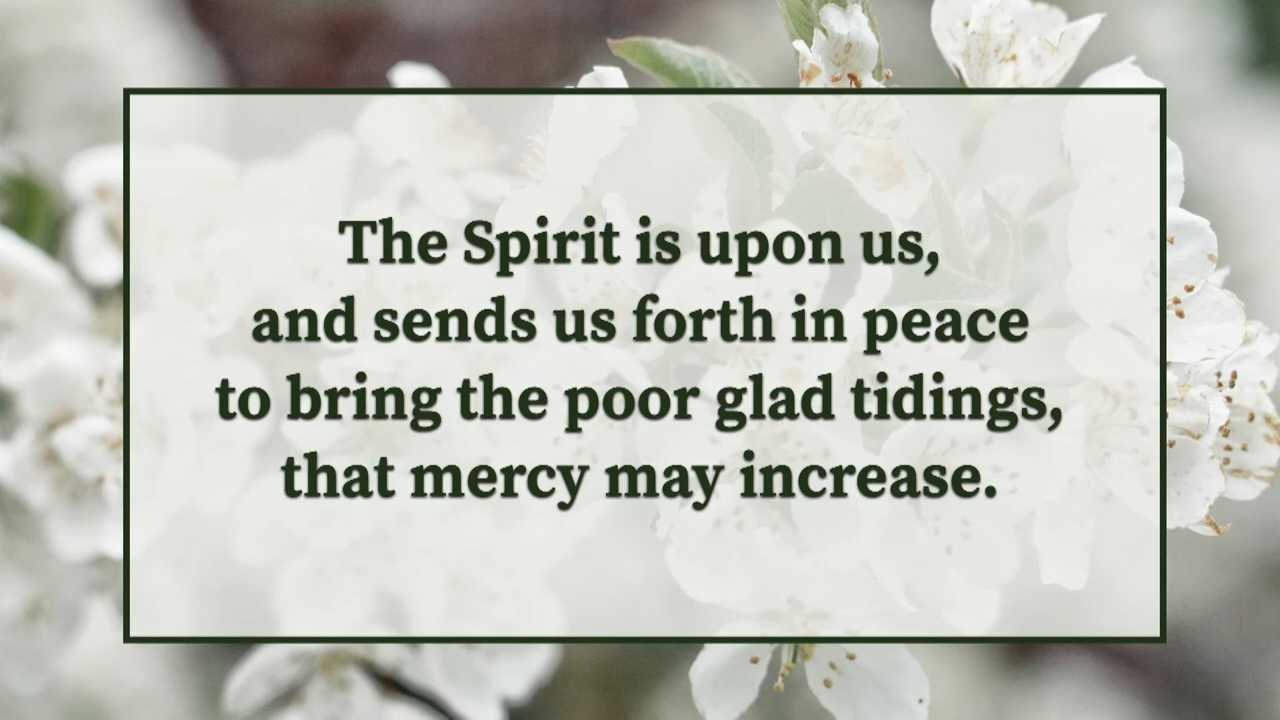 The Spirit is upon us,
and sends us forth in peace
to bring the poor glad tidings,
that mercy may increase.